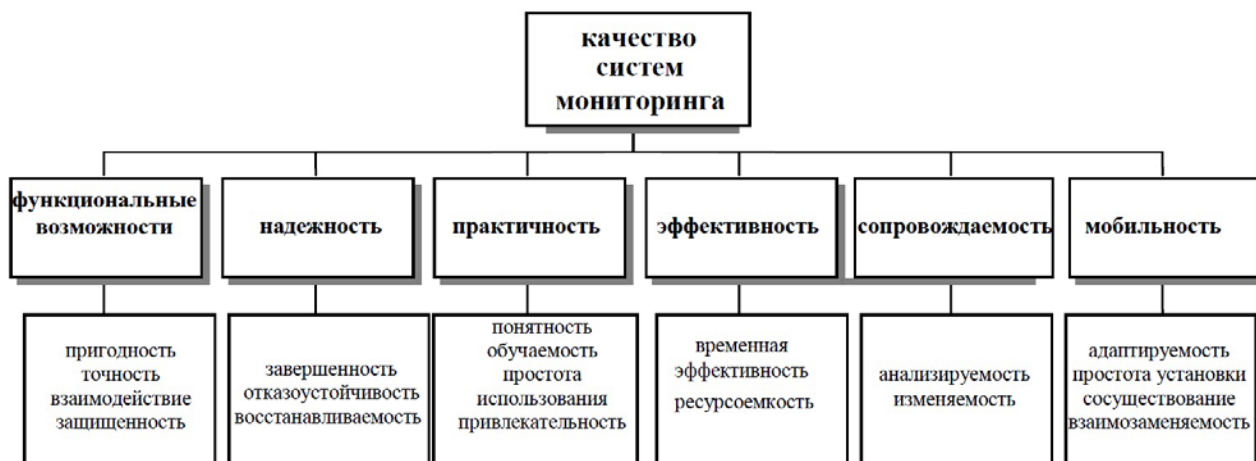 качество
систем
мониторинга
функциональные
возможности
надежность
практичность
эффективность
сопровождаемость
мобильность
пригодность
точность
взаимодействие
защищенность
завершенность
отказоустойчивость
восстанавливаемость
понятность
обучаемость
простота
использования
привлекательность
временная
эффективность
ресурсоемкость
анализируемость
изменяемость
адаптируемость
простота установки
сосуществование
взаимозаменяемость